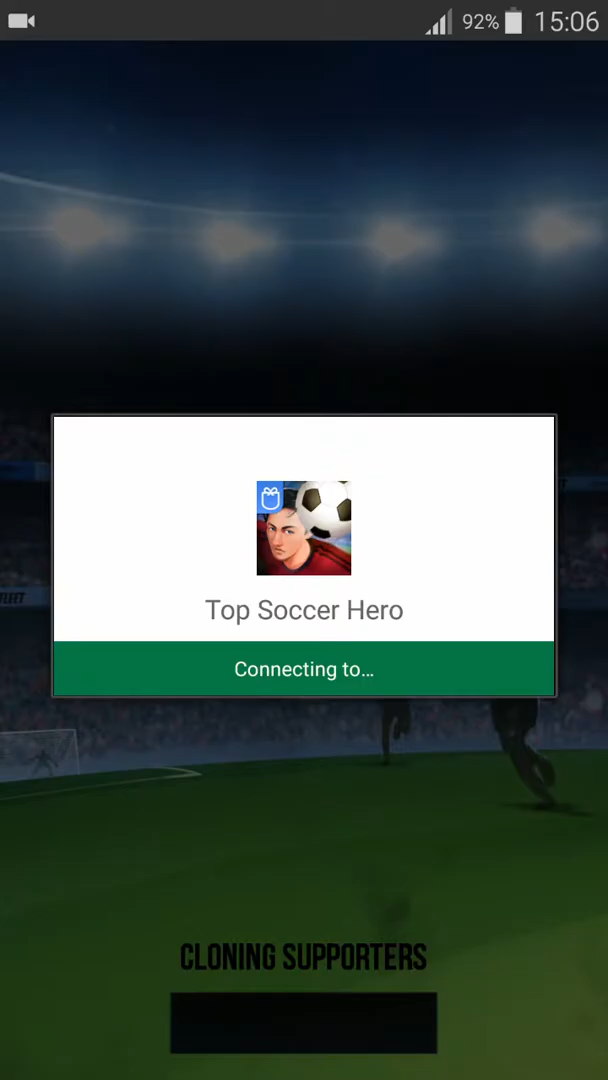 92% 15:06
Top Soccer Hero
Connecting to…
CLONING SUPPORTERS